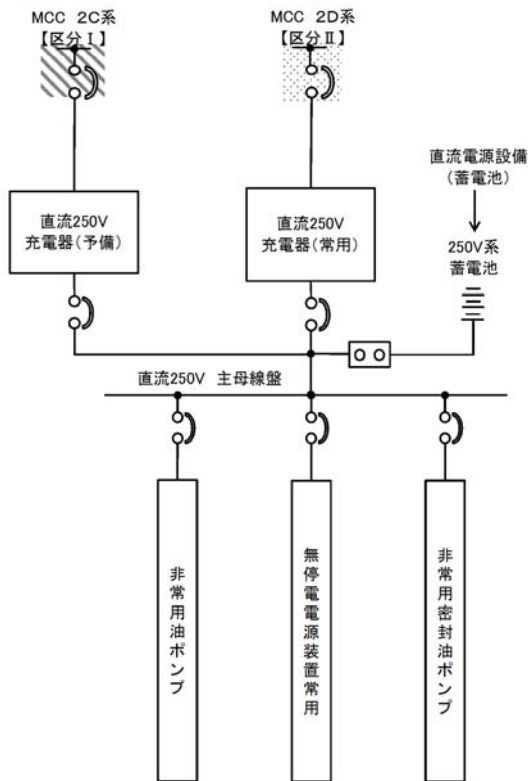 MCC 2C系
【区分Ⅰ】
MCC 2D系
【区分Ⅱ】
直流電源設備
(蓄電池)
250V系
蓄電池
直流250V
充電器(予備)
直流250V
充電器(常用)
直流250V 主母線盤
非常用油ポンプ
無停電電源装置常用
非常用密封油ポンプ